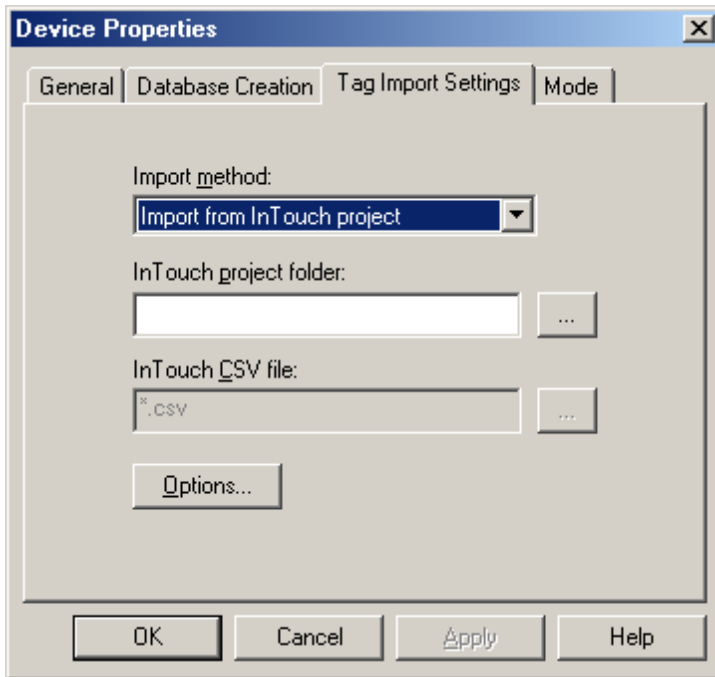 Device Properties
General Database Creation Tag Import Settings Mode
Import method:
Import from InTouch project
InTouch project folder:
...
InTouch CSV file:
*.csv ...
Options...
OK Cancel Apply Help